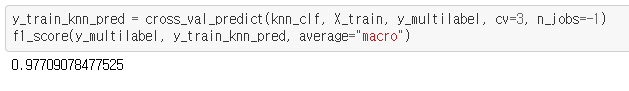 y_train_knn_pred = cross_val_predict(knn_clf, X_train, y_multilabel, cv=3, n_jobs=-1)
f1_score(y_multilabel, y_train_knn_pred, average="macro")
0.97709078477525